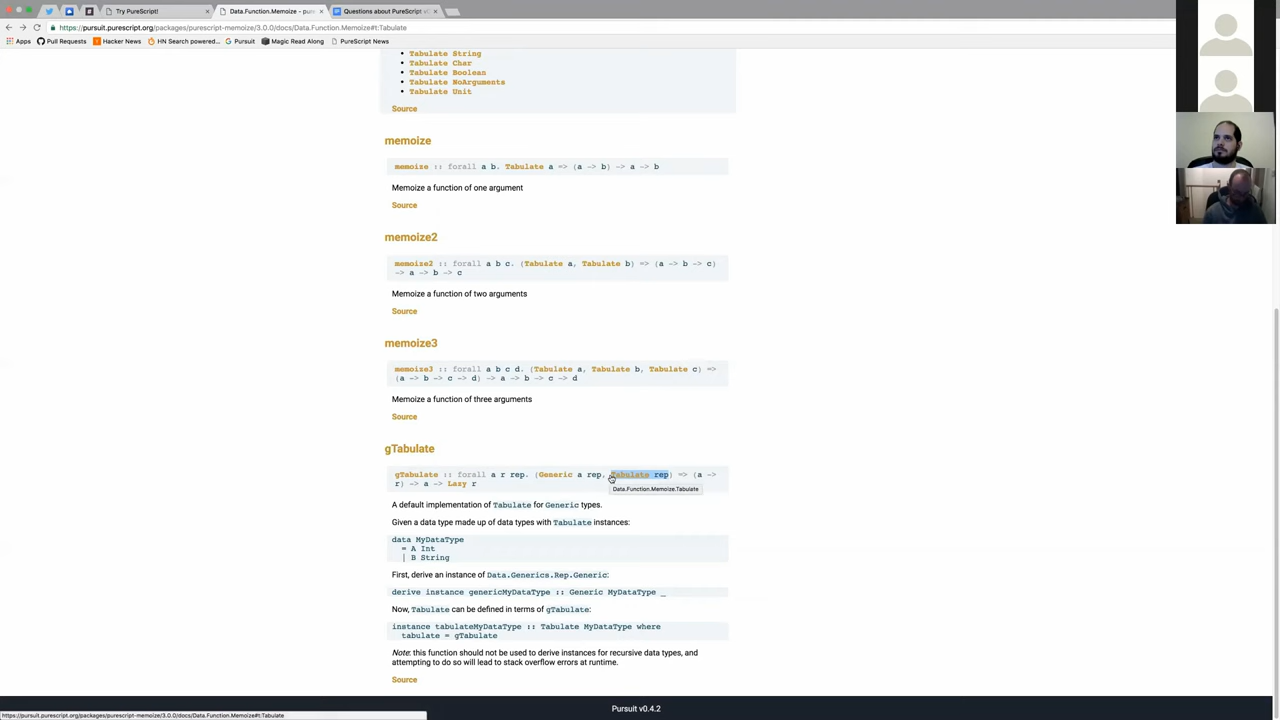 Try PureScript!
Data.Function.Memoize - pur
Questions about PureScript v0
https://pursuit.purescript.org/packages/purescript-memoize/3.0.0/docs/Data.Function.Memoize#t:Tabulate
Apps
Pull Requests
Hacker News
HN Search powered...
Pursuit
Magic Read Along
PureScript News
Tabulate String
Tabulate Char
Tabulate Boolean
Tabulate NoArguments
Tabulate Unit
Source
memoize
memoize :: forall a b. Tabulate a => (a -> b) -> a -> b
Memoize a function of one argument
Source
memoize2
memoize2 :: forall a b c. (Tabulate a, Tabulate b) => (a -> b -> c)
-> a -> b -> c
Memoize a function of two arguments
Source
memoize3
memoize3 :: forall a b c d. (Tabulate a, Tabulate b, Tabulate c) =>
(a -> b -> c -> d) -> a -> b -> c -> d
Memoize a function of three arguments
Source
gTabulate
gTabulate :: forall a r rep. (Generic a rep, Tabulate rep) => (a ->
r) -> a -> Lazy r
Data.Function.Memoize.Tabulate
A default implementation of Tabulate for Generic types.
Given a data type made up of data types with Tabulate instances:
data MyDataType
= A Int
| B String
First, derive an instance of Data.Generics.Rep.Generic:
derive instance genericMyDataType :: Generic MyDataType _
Now, Tabulate can be defined in terms of gTabulate:
instance tabulateMyDataType :: Tabulate MyDataType where
tabulate = gTabulate
Note: this function should not be used to derive instances for recursive data types, and
attempting to do so will lead to stack overflow errors at runtime.
Source
Pursuit v0.4.2
https://pursuit.purescript.org/packages/purescript-memoize/3.0.0/docs/Data.Function.Memoize#t:Tabulate